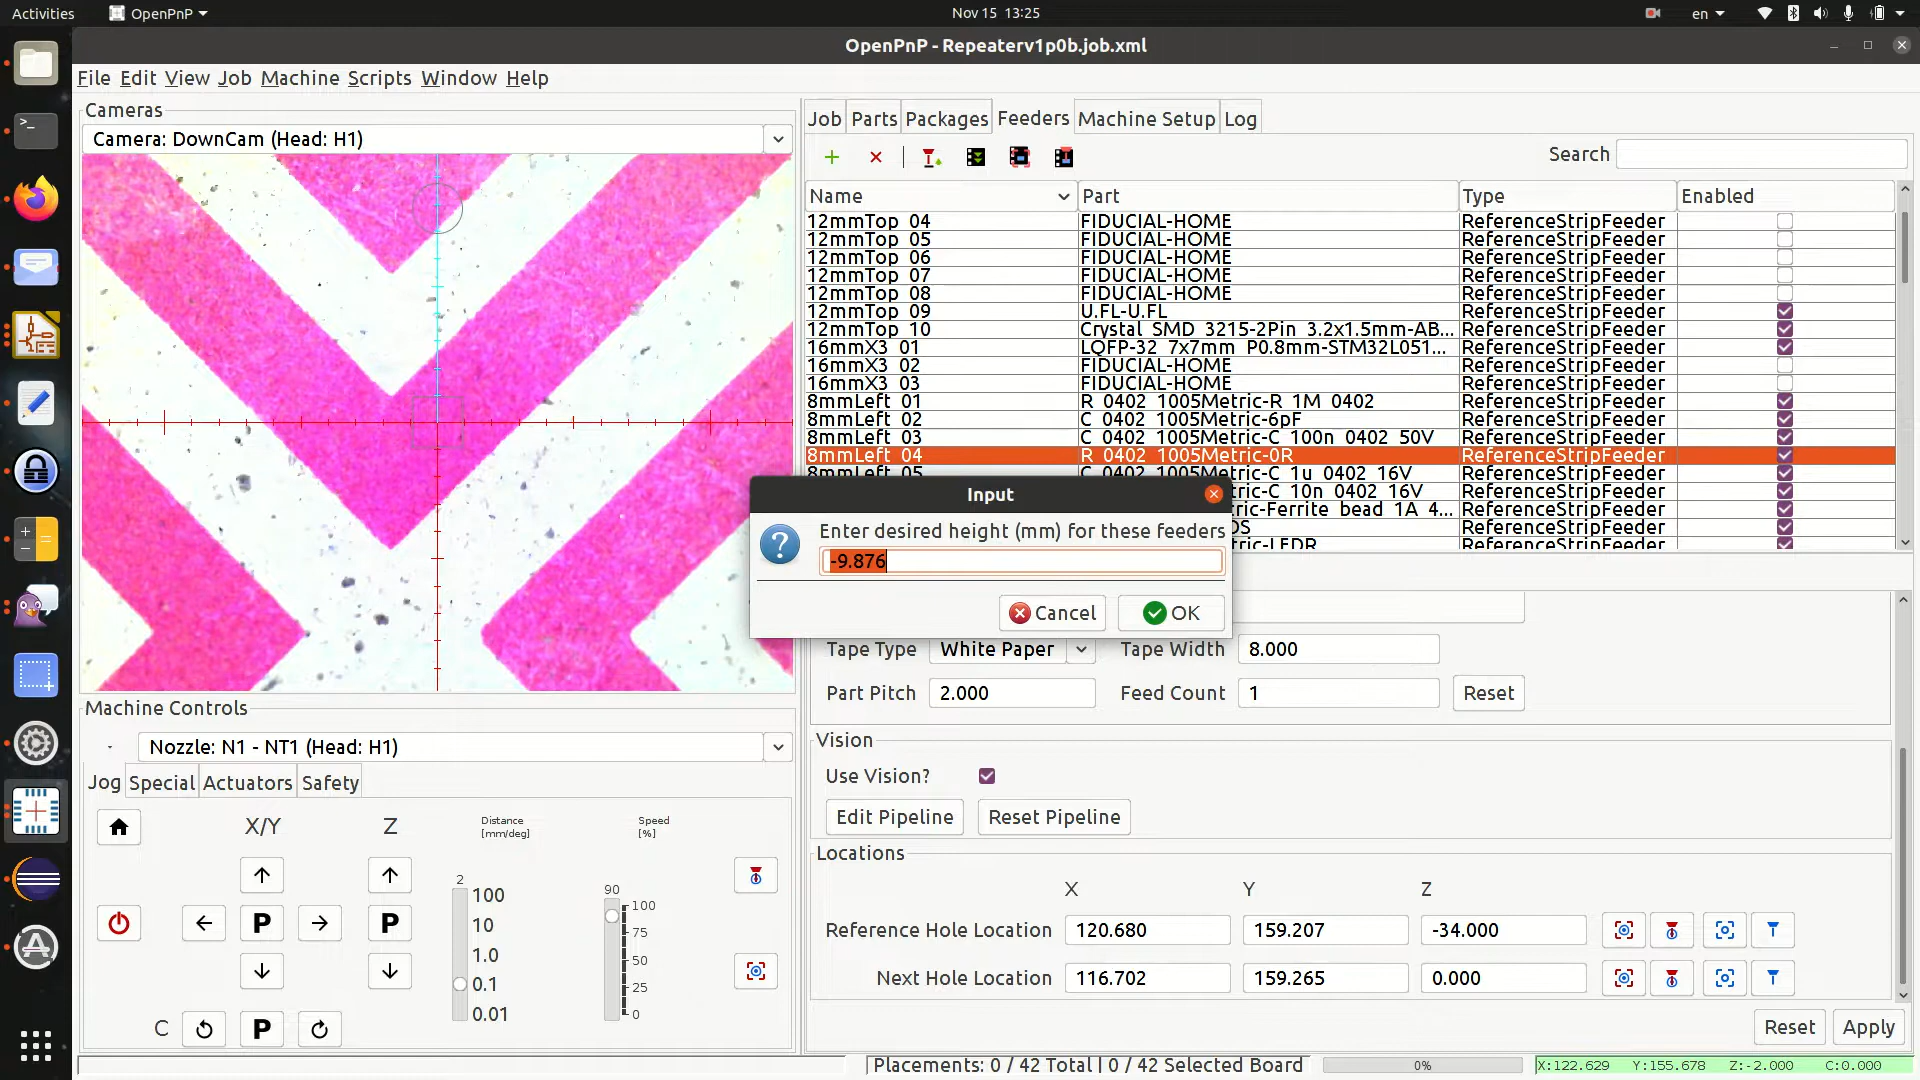 Activities
OpenPnP
Nov 15 13:25
en
OpenPnP - Repeaterv1p0b.job.xml
File Edit View Job Machine Scripts Window Help
Cameras
Camera: DownCam (Head: H1)
Job Parts Packages Feeders Machine Setup Log
Search
Name Part Type Enabled
12mmTop 04 FIDUCIAL-HOME ReferenceStripFeeder
12mmTop 05 FIDUCIAL-HOME ReferenceStripFeeder
12mmTop 06 FIDUCIAL-HOME ReferenceStripFeeder
12mmTop 07 FIDUCIAL-HOME ReferenceStripFeeder
12mmTop 08 FIDUCIAL-HOME ReferenceStripFeeder
12mmTop 09 U.FL-U.FL ReferenceStripFeeder
12mmTop 10 Crystal SMD 3215-2Pin 3.2x1.5mm-AB... ReferenceStripFeeder
16mmX3 01 LQFP-32 7x7mm P0.8mm-STM32L051... ReferenceStripFeeder
16mmX3 02 FIDUCIAL-HOME ReferenceStripFeeder
16mmX3 03 FIDUCIAL-HOME ReferenceStripFeeder
8mmLeft 01 R 0402 1005Metric-R 1M 0402 ReferenceStripFeeder
8mmLeft 02 C 0402 1005Metric-6pF ReferenceStripFeeder
8mmLeft 03 C 0402 1005Metric-C 100n 0402 50V ReferenceStripFeeder
8mmLeft 04 R 0402 1005Metric-0R ReferenceStripFeeder
8mmLeft 05 C 0402 1005Metric-C 1u 0402 16V ReferenceStripFeeder
tric-C 10n 0402 16V ReferenceStripFeeder
tric-Ferrite bead 1A 4... ReferenceStripFeeder
OS ReferenceStripFeeder
tric-LEDR ReferenceStripFeeder
Input
Enter desired height (mm) for these feeders
-9.876
Cancel OK
Tape Type White Paper Tape Width 8.000
Part Pitch 2.000 Feed Count 1 Reset
Vision
Use Vision?
Edit Pipeline Reset Pipeline
Locations
X Y Z
Reference Hole Location 120.680 159.207 -34.000
Next Hole Location 116.702 159.265 0.000
Reset Apply
Machine Controls
Nozzle: N1 - NT1 (Head: H1)
Jog Special Actuators Safety
X/Y Z
Distance [mm/deg]
Speed [%]
2
100
10
1.0
0.1
0.01
90
100
75
50
25
0
P
P
C P
Placements: 0 / 42 Total | 0 / 42 Selected Board
0%
X:122.629 Y:155.678 Z:-2.000 C:0.000